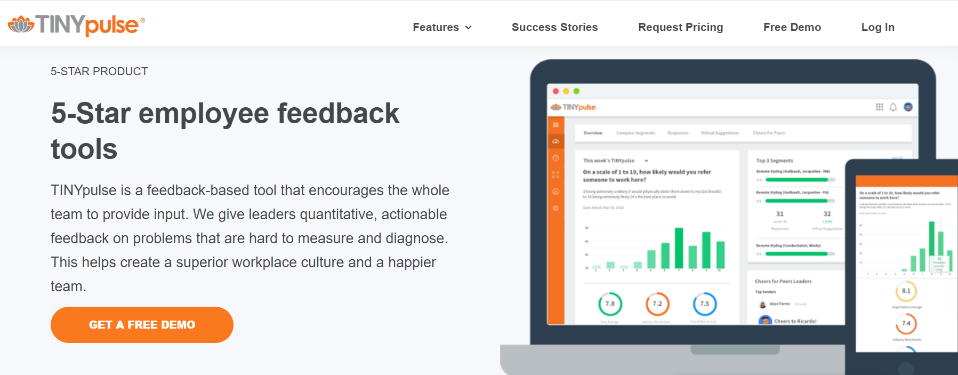 TINYpulse®
Features
Success Stories
Request Pricing
Free Demo
Log In
5-STAR PRODUCT
5-Star employee feedback
tools
TINYpulse is a feedback-based tool that encourages the whole
team to provide input. We give leaders quantitative, actionable
feedback on problems that are hard to measure and diagnose.
This helps create a superior workplace culture and a happier
team.
GET A FREE DEMO
TINYpulse
Overview
Compare Segments
Responses
Virtual Suggestions
Cheers for Peers
This week's TINYpulse
On a scale of 1 to 10, how likely would you refer
someone to work here?
7.8
7.2
7.5
Top 3 Segments
31
32
Cheers for Peers Leaders
Top Senders
Cheers to Ricardo!
On a scale of 1 to 10, how likely would you refer
someone to work here?
8.1
7.4